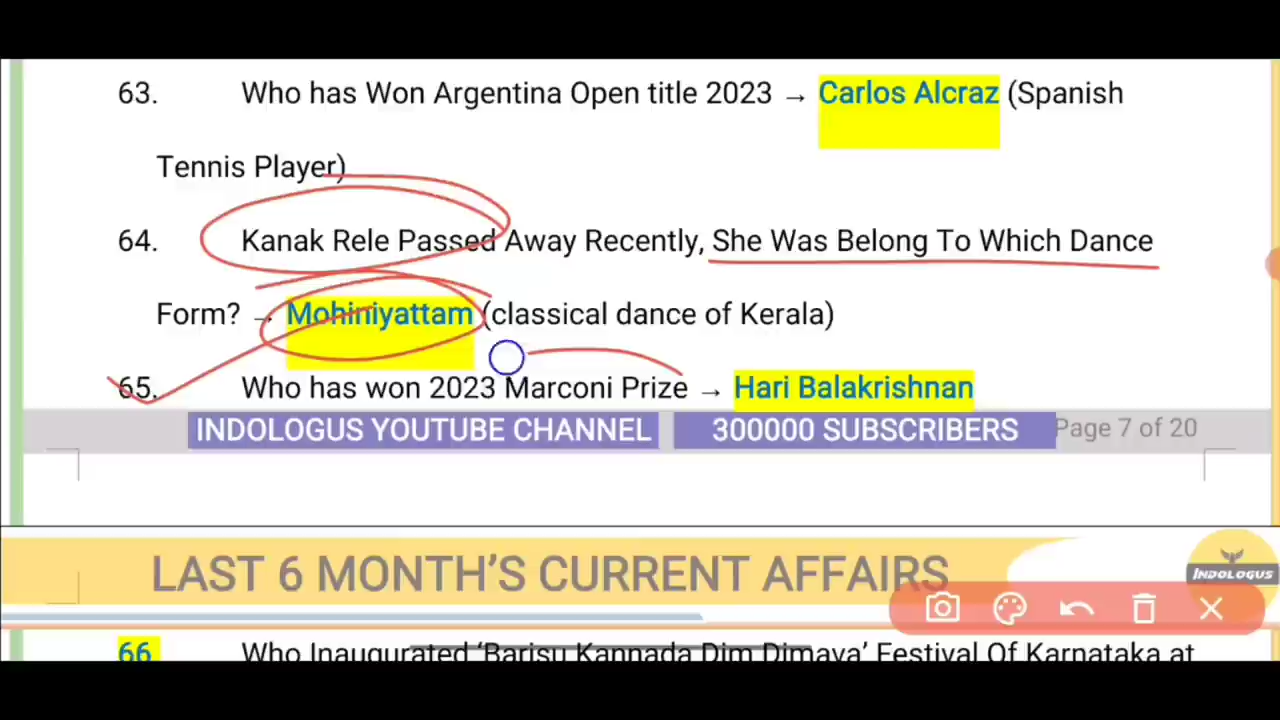 63. Who has Won Argentina Open title 2023 → Carlos Alcraz (Spanish
Tennis Player)
64. Kanak Rele Passed Away Recently, She Was Belong To Which Dance
Form? → Mohiniyattam (classical dance of Kerala)
65. Who has won 2023 Marconi Prize → Hari Balakrishnan
INDOLOGUS YOUTUBE CHANNEL 300000 SUBSCRIBERS Page 7 of 20
LAST 6 MONTH'S CURRENT AFFAIRS
INDOLOGUS
66 Who Inaugurated ‘Barisu Kannada Dim Dimava’ Festival Of Karnataka at